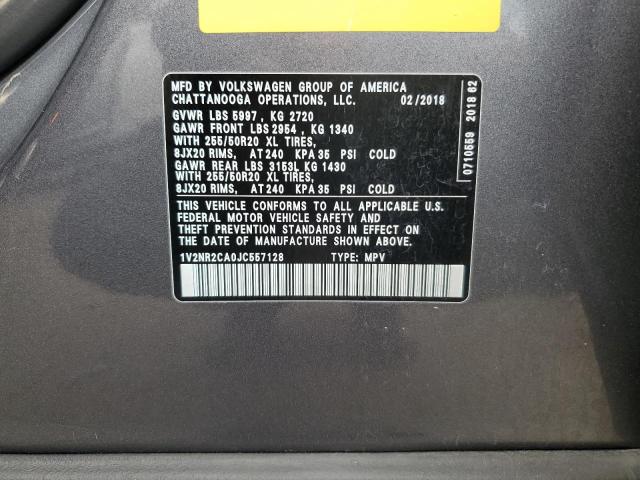 MFD BY VOLKSWAGEN GROUP OF AMERICA
CHATTANOOGA OPERATIONS, LLC. 02/2018
GVWR LBS 5997 , KG 2720
GAWR FRONT LBS 2954 , KG 1340
WITH 255/50R20 XL TIRES,
8JX20 RIMS, AT 240 KPA 35 PSI COLD
GAWR REAR LBS 3153L KG 1430
WITH 255/50R20 XL TIRES,
8JX20 RIMS, AT 240 KPA 35 PSI COLD
THIS VEHICLE CONFORMS TO ALL APPLICABLE U.S.
FEDERAL MOTOR VEHICLE SAFETY AND
THEFT PREVENTION STANDARDS IN EFFECT ON
THE DATE OF MANUFACTURE SHOWN ABOVE.
1V2NR2CA0JC557128 TYPE: MPV
0710559 2018 62